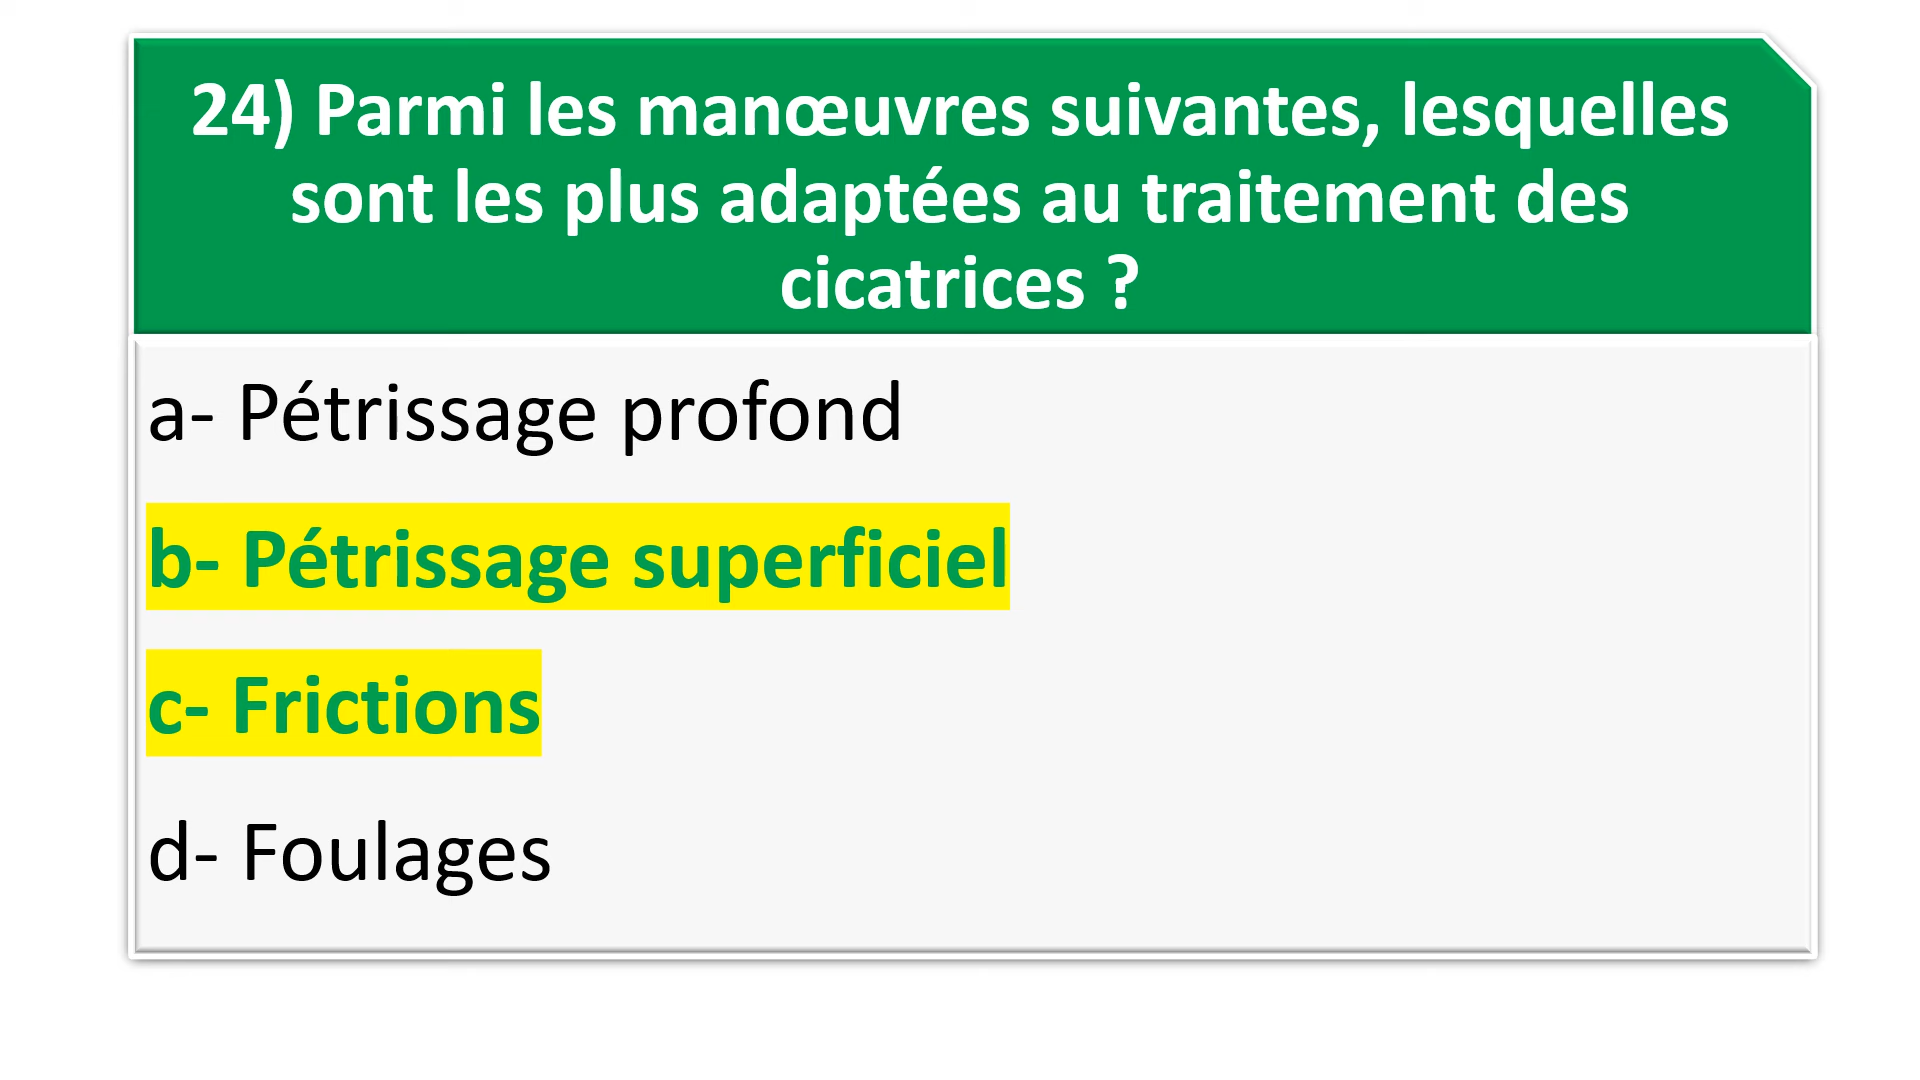 24) Parmi les manœuvres suivantes, lesquelles
sont les plus adaptées au traitement des
cicatrices ?
a- Pétrissage profond
b- Pétrissage superficiel
c- Frictions
d- Foulages